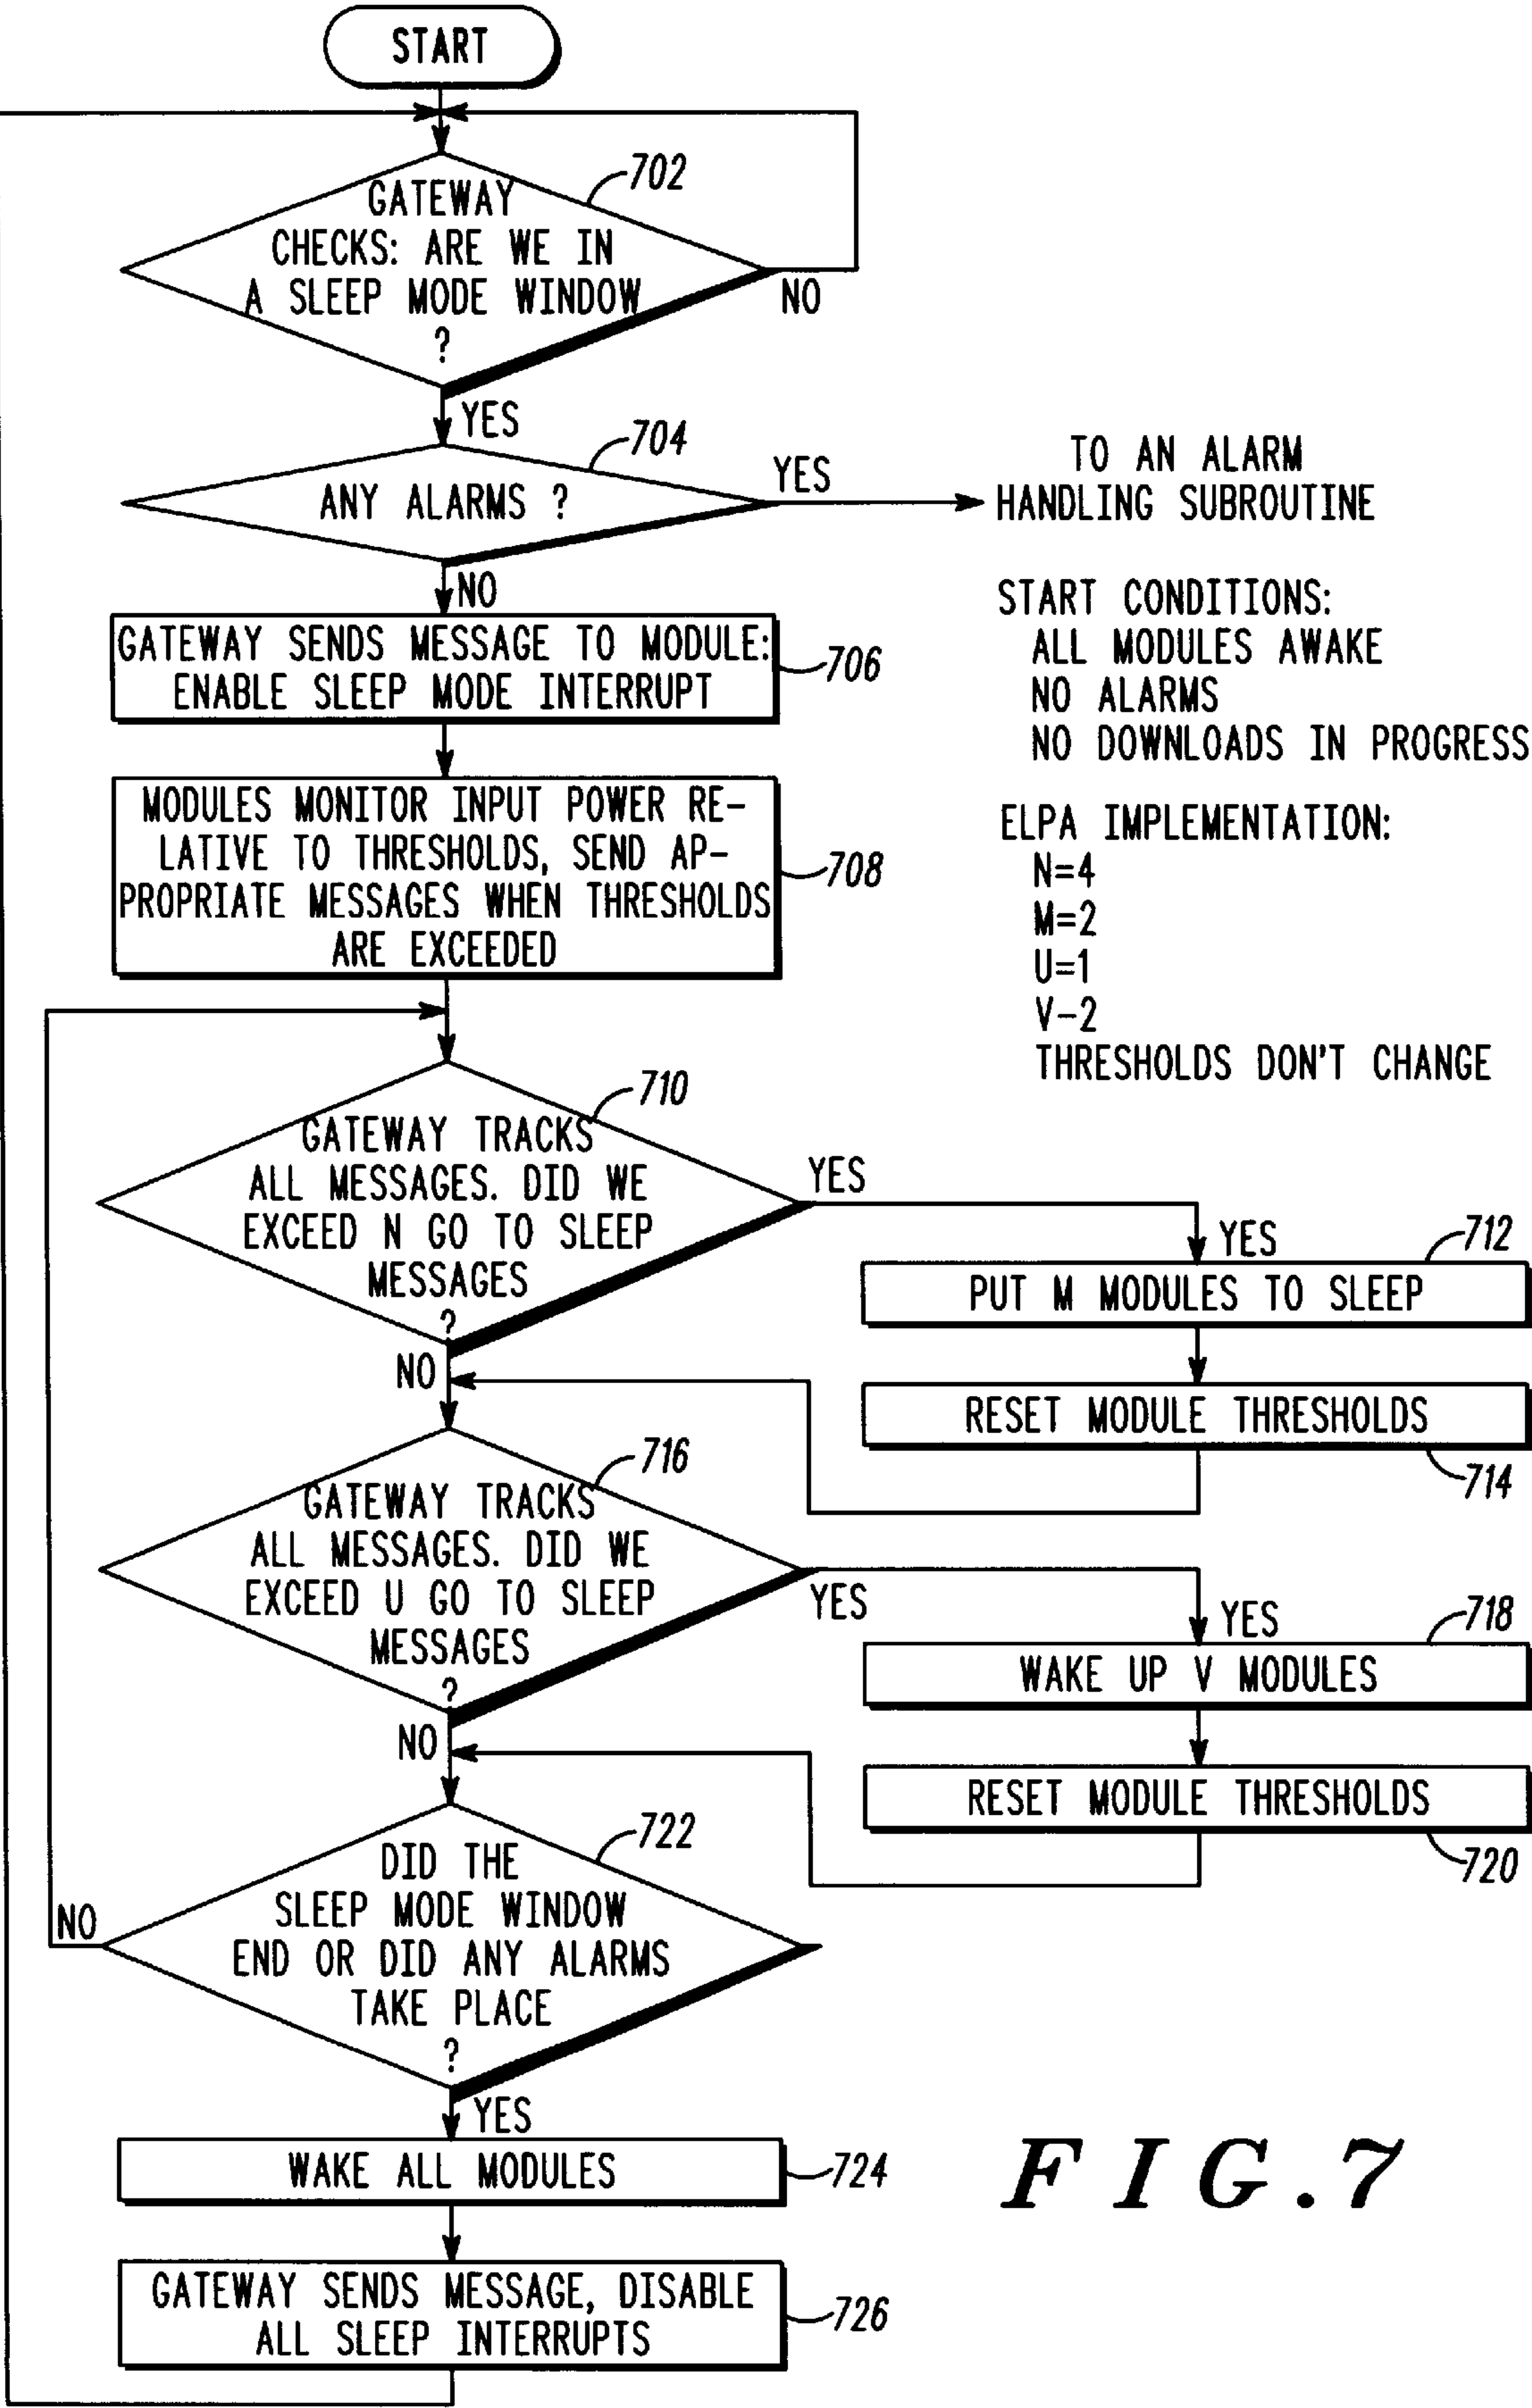 START
702
GATEWAY
CHECKS: ARE WE IN
A SLEEP MODE WINDOW
?
NO
YES
704
ANY ALARMS ?
YES
TO AN ALARM
HANDLING SUBROUTINE
NO
GATEWAY SENDS MESSAGE TO MODULE:
ENABLE SLEEP MODE INTERRUPT
706
START CONDITIONS:
ALL MODULES AWAKE
NO ALARMS
NO DOWNLOADS IN PROGRESS
MODULES MONITOR INPUT POWER RE-
LATIVE TO THRESHOLDS, SEND AP-
PROPRIATE MESSAGES WHEN THRESHOLDS
ARE EXCEEDED
708
ELPA IMPLEMENTATION:
N=4
M=2
U=1
V-2
THRESHOLDS DON'T CHANGE
710
GATEWAY TRACKS
ALL MESSAGES. DID WE
EXCEED N GO TO SLEEP
MESSAGES
?
YES
YES
712
PUT M MODULES TO SLEEP
NO
RESET MODULE THRESHOLDS
714
716
GATEWAY TRACKS
ALL MESSAGES. DID WE
EXCEED U GO TO SLEEP
MESSAGES
?
YES
YES
718
WAKE UP V MODULES
NO
RESET MODULE THRESHOLDS
720
722
DID THE
SLEEP MODE WINDOW
END OR DID ANY ALARMS
TAKE PLACE
?
NO
YES
WAKE ALL MODULES
724
GATEWAY SENDS MESSAGE, DISABLE
ALL SLEEP INTERRUPTS
726
FIG.7